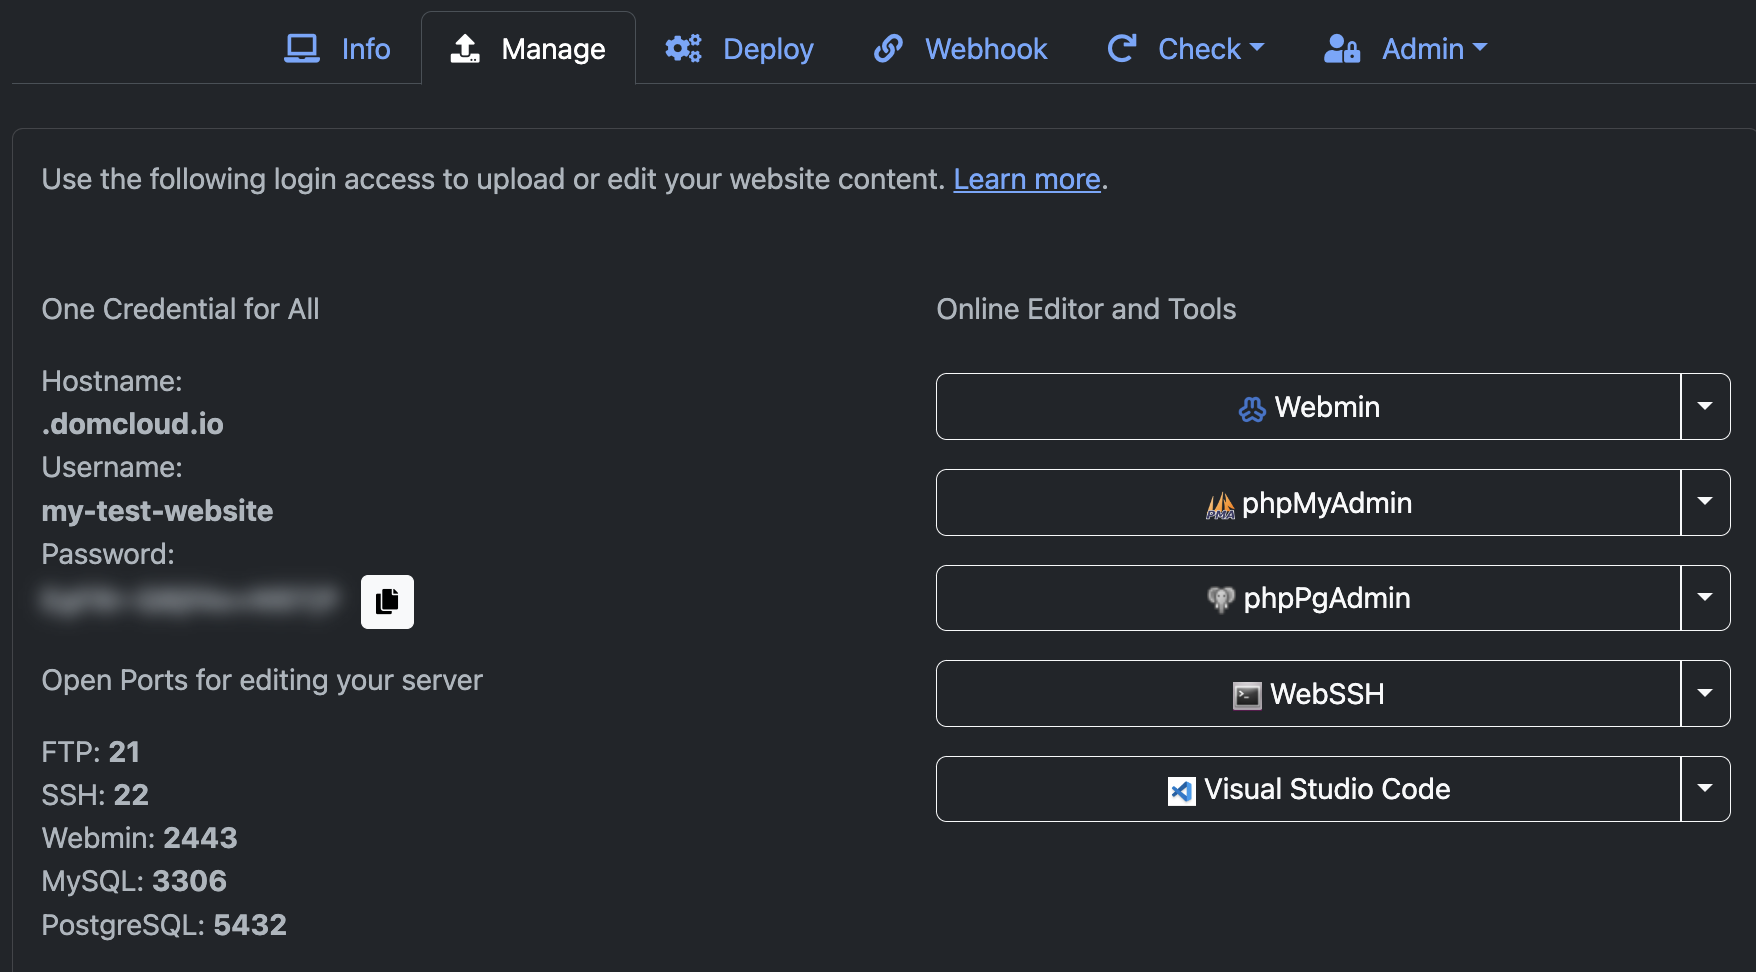 Info
Manage
Deploy
Webhook
Check
Admin
Use the following login access to upload or edit your website content. Learn more.
One Credential for All
Hostname:
.domcloud.io
Username:
my-test-website
Password:
Open Ports for editing your server
FTP: 21
SSH: 22
Webmin: 2443
MySQL: 3306
PostgreSQL: 5432
Online Editor and Tools
Webmin
PMA phpMyAdmin
phpPgAdmin
WebSSH
Visual Studio Code